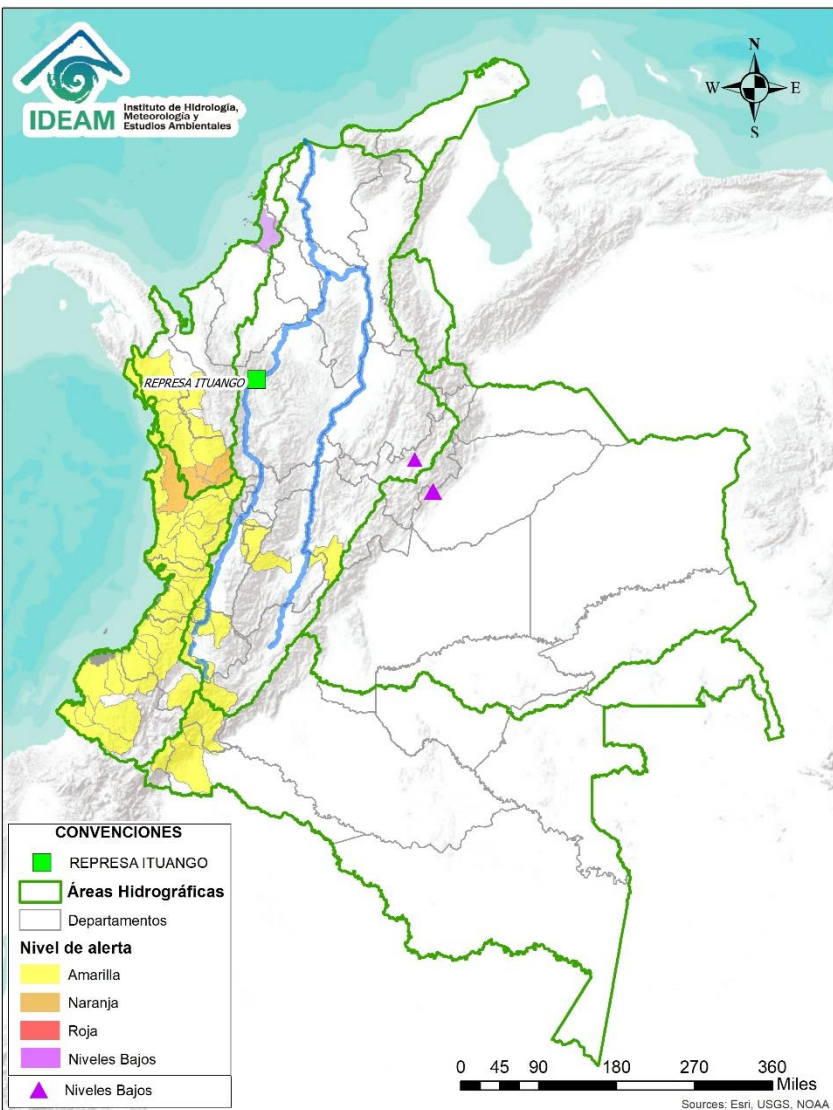 IDEAM
Instituto de Hidrología,
Meteorología y
Estudios Ambientales
N
W
E
S
REPRESA ITUANGO
CONVENCIONES
REPRESA ITUANGO
Áreas Hidrográficas
Departamentos
Nivel de alerta
Amarilla
Naranja
Roja
Niveles Bajos
Niveles Bajos
0 45 90 180 270 360
Miles
Sources: Esri, USGS, NOAA